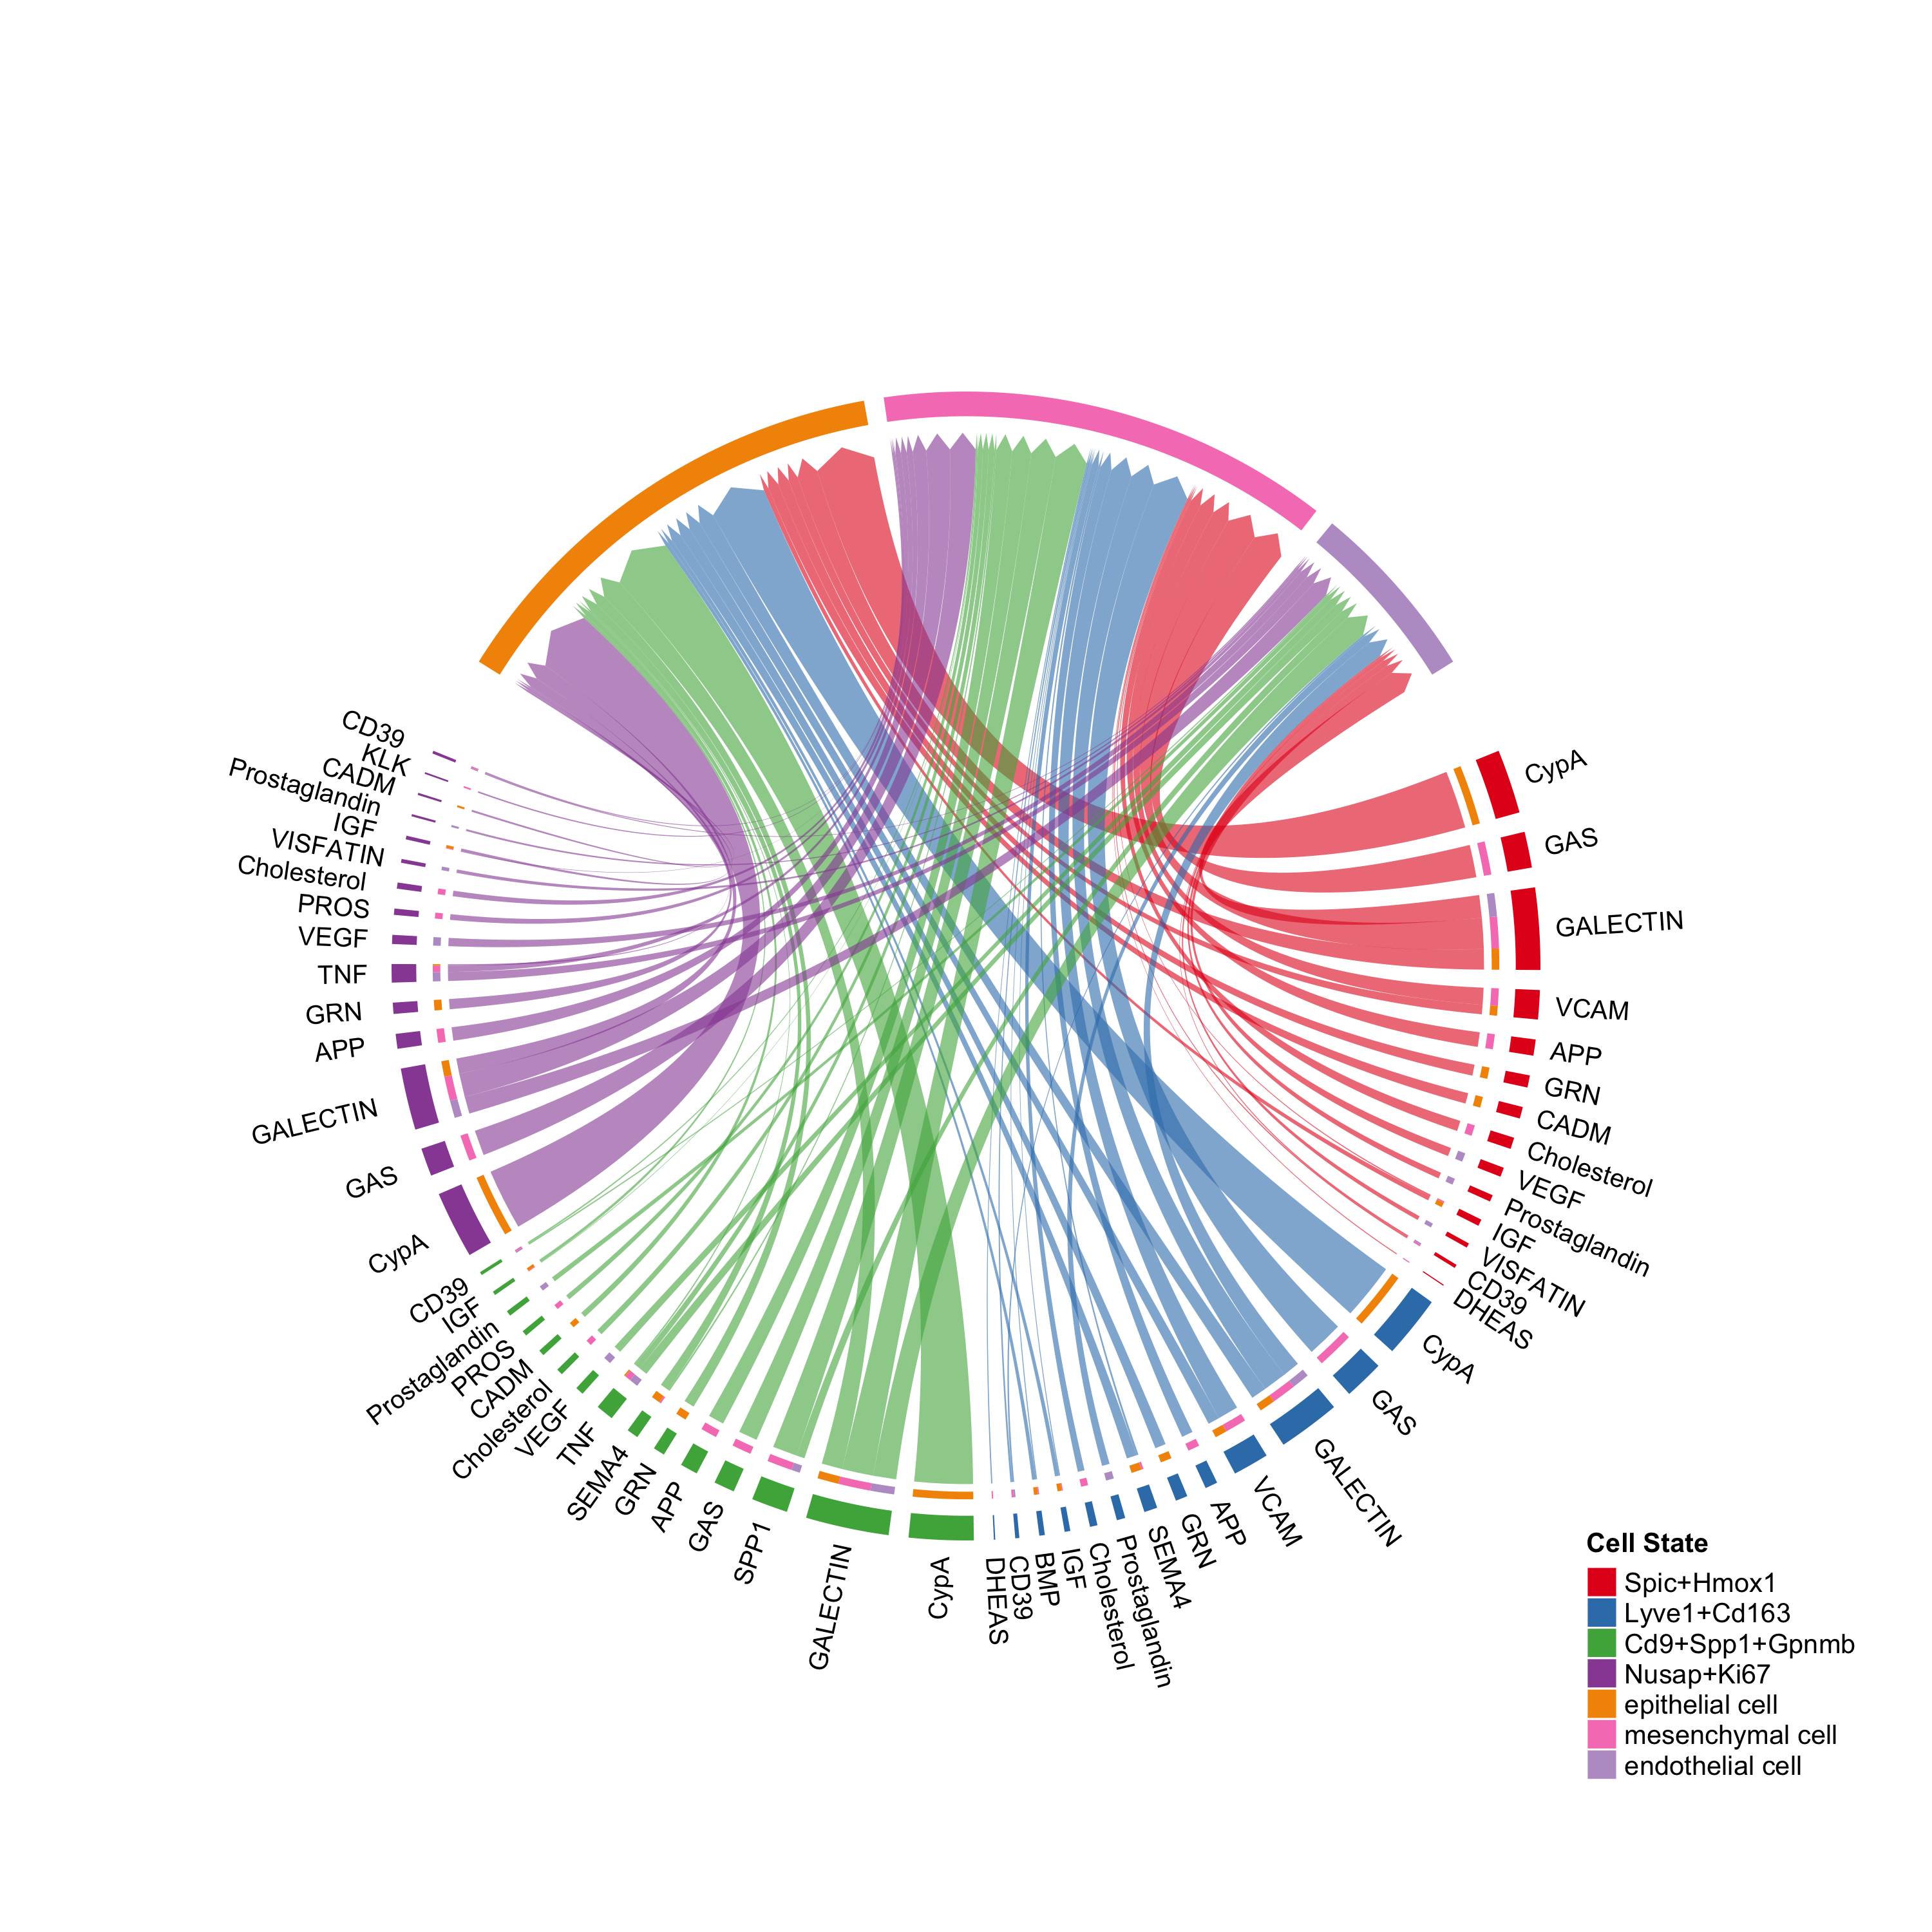 CypA
GAS
GALECTIN
VCAM
APP
GRN
CADM
Cholesterol
VEGF
Prostaglandin
IGF
VISFATIN
CD39
DHEAS
CypA
GAS
GALECTIN
VCAM
APP
GRN
SEMA4
Prostaglandin
Cholesterol
IGF
BMP
CD39
DHEAS
CypA
GALECTIN
SPP1
GAS
APP
GRN
SEMA4
TNF
VEGF
Cholesterol
CADM
PROS
Prostaglandin
IGF
CD39
CypA
GAS
GALECTIN
APP
GRN
TNF
VEGF
PROS
Cholesterol
VISFATIN
IGF
Prostaglandin
CADM
KLK
CD39
Cell State
Spic+Hmox1
Lyve1+Cd163
Cd9+Spp1+Gpnmb
Nusap+Ki67
epithelial cell
mesenchymal cell
endothelial cell